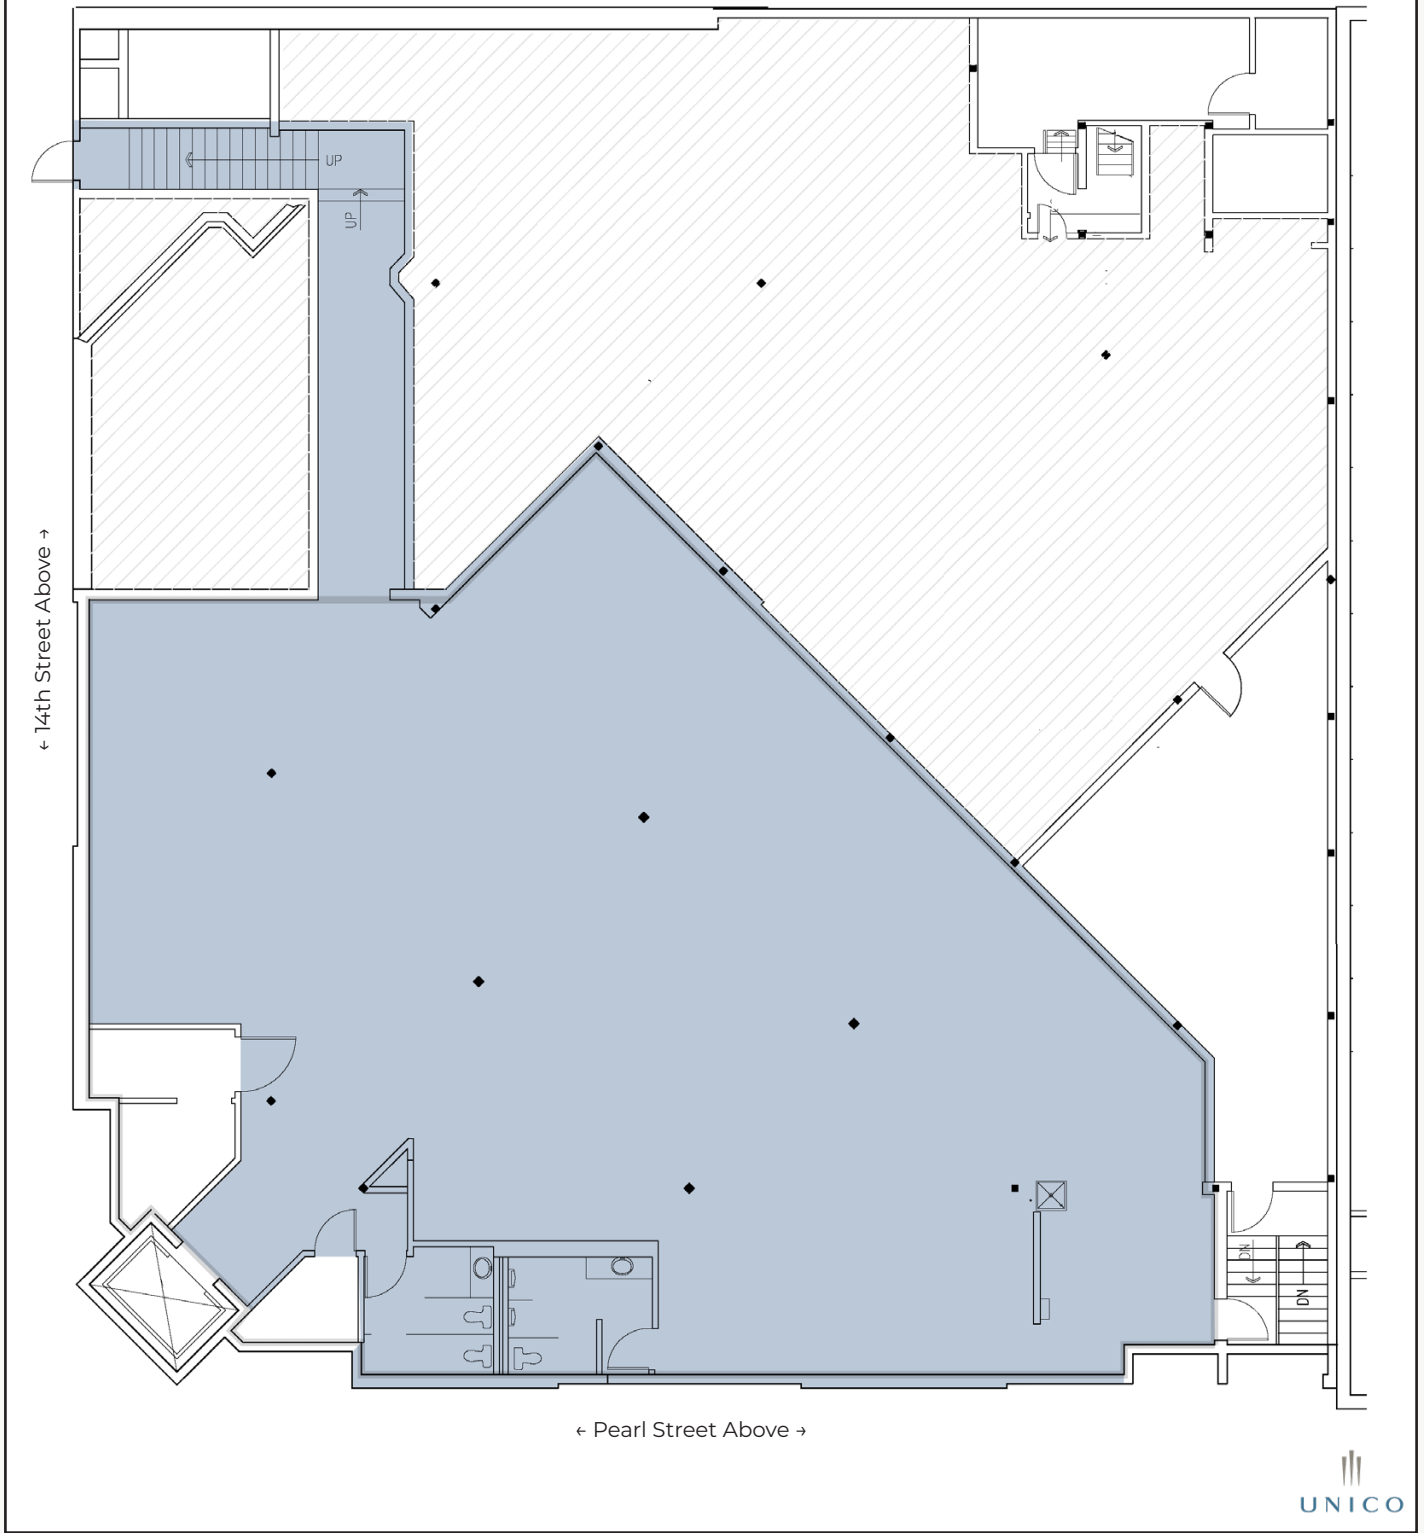 UP
UP
← 14th Street Above →
DN
DN
← Pearl Street Above →
UNICO